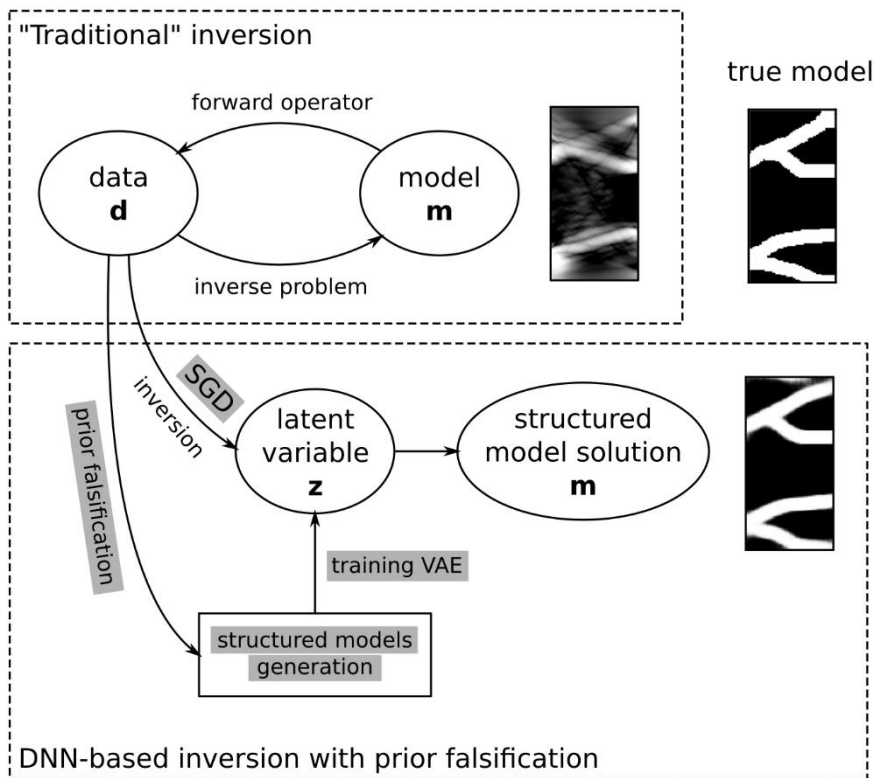 "Traditional" inversion
true model
forward operator
data
d
model
m
inverse problem
SGD
inversion
prior falsification
latent
variable
z
structured
model solution
m
training VAE
structured models
generation
DNN-based inversion with prior falsification